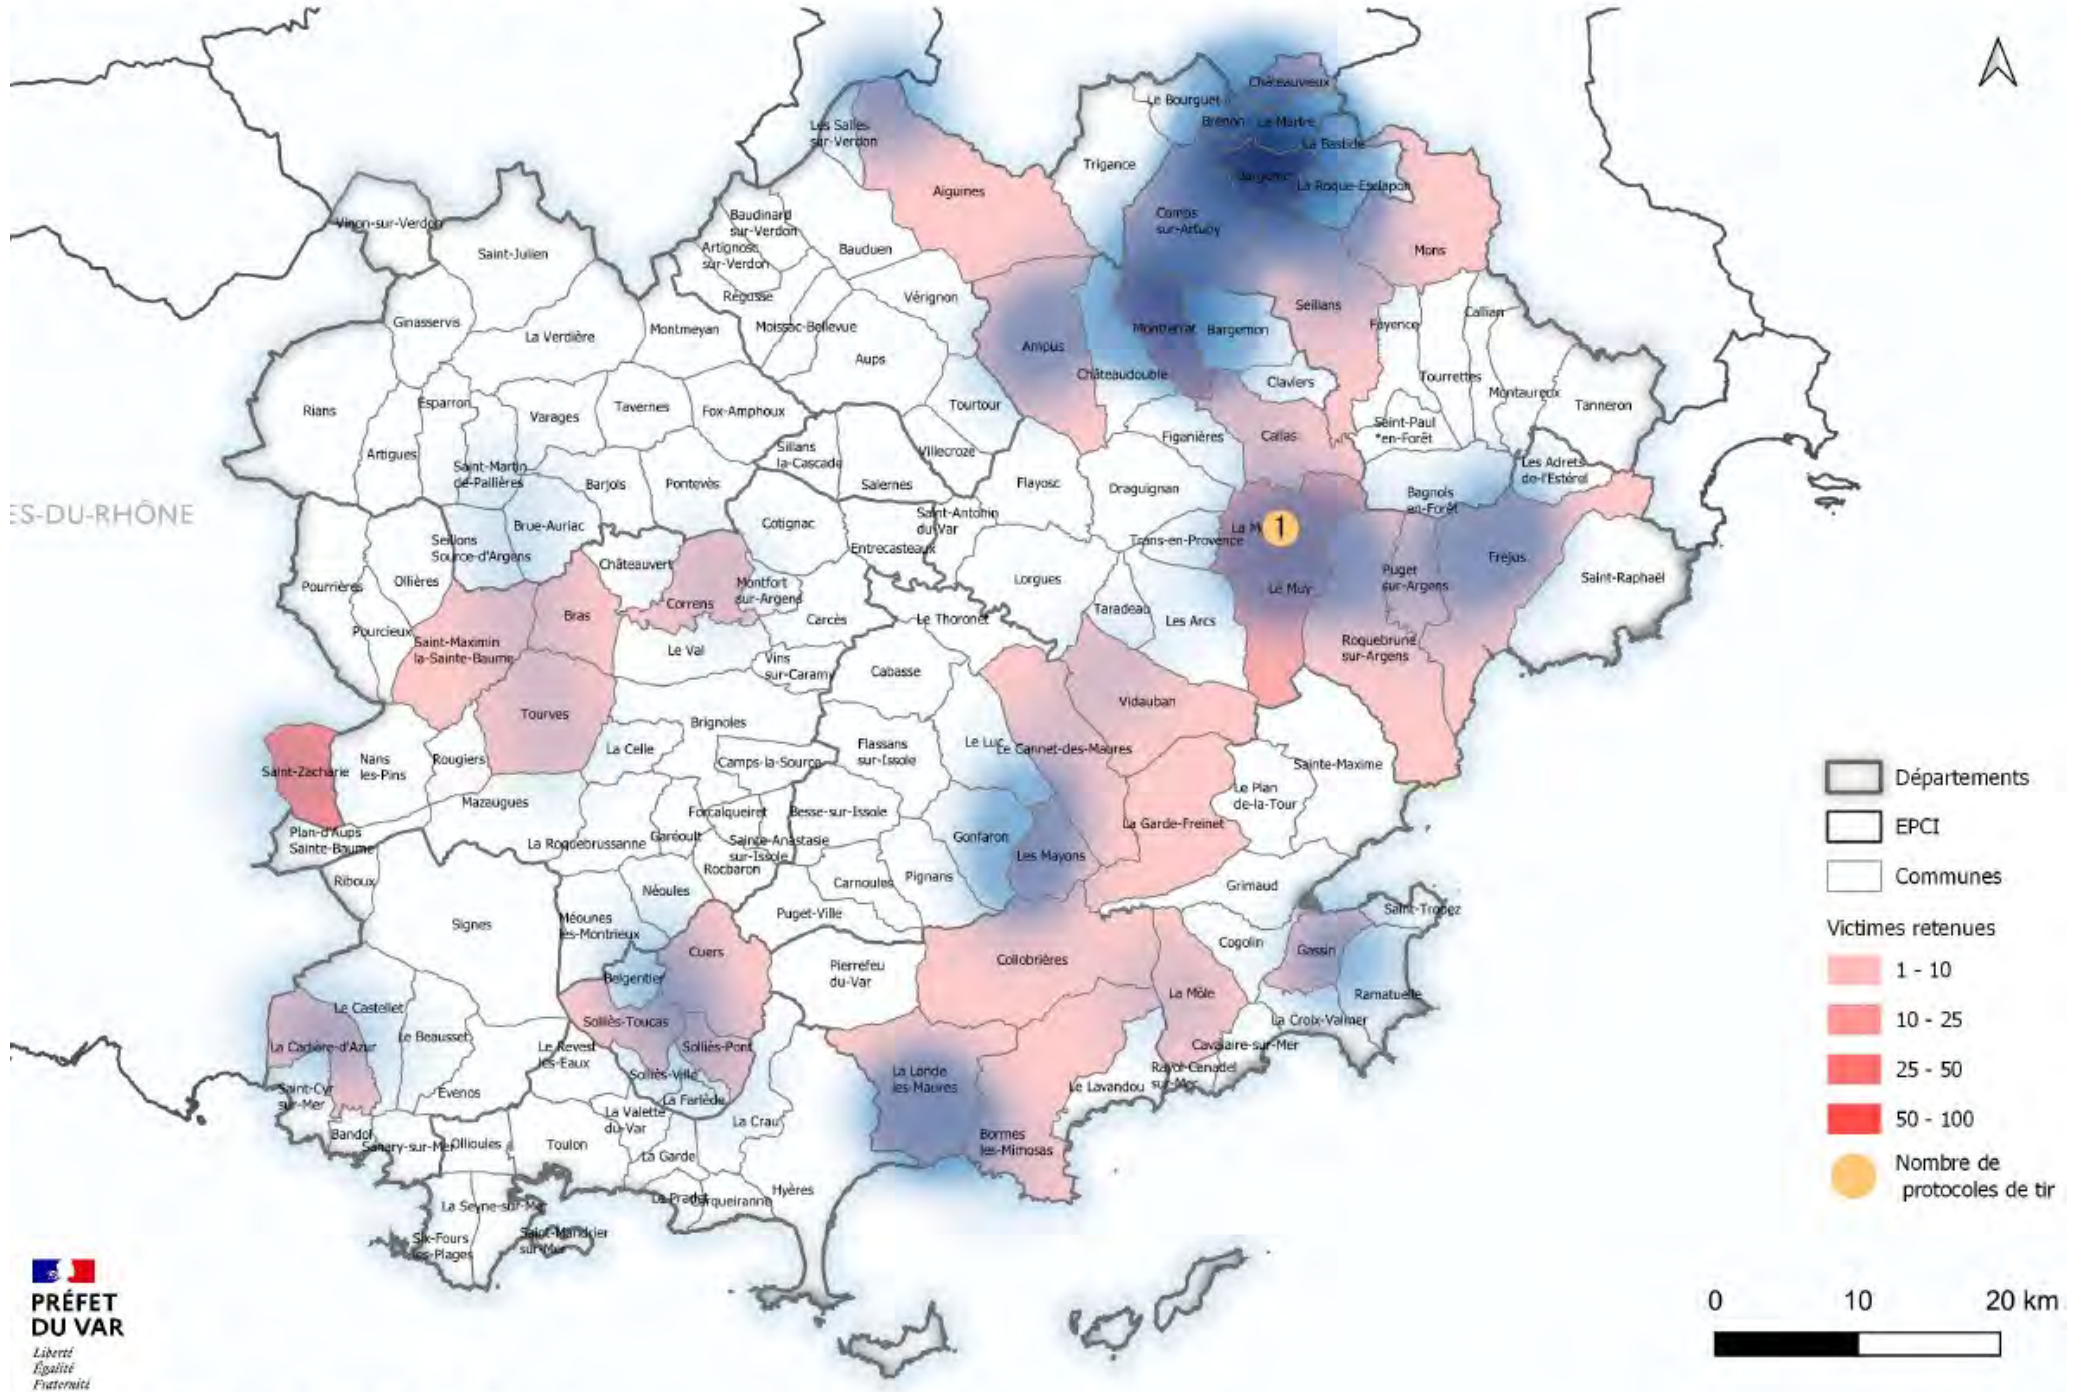 Châteauvieux
Le Bourguet
Brenon
Le Martre
Les Salles
sur-Verdon
La Bastide
Trigance
La Roque-Esclapon
Aiguines
Comps
sur-Artuby
Vinon-sur-Verdon
Baudinard
sur-Verdon
Saint-Julien
Artignosc
sur-Verdon
Bauduen
Mons
Régusse
Vérignon
Seillans
Callian
Ginasservis
La Verdière
Montmeyan
Moissac-Bellevue
Fayence
Montferrat
Bargemon
Aups
Ampus
Châteaudouble
Claviers
Tourrettes
Montauroux
Tanneron
Rians
Esparron
Varages
Tavernes
Fox-Amphoux
Tourtour
Saint-Paul
en-Forêt
Figanières
Callas
Artigues
Sillans
la-Cascade
Villecroze
Saint-Martin
de-Pallières
Barjols
Pontevès
Salernes
Flayosc
Draguignan
Les Adrets
de-l'Estérel
Bagnols
en-Forêt
ES-DU-RHÔNE
Brue-Auriac
Cotignac
Saint-Antonin
du-Var
La M
1
Trans-en-Provence
Seillons
Source-d'Argens
Entrecasteaux
Fréjus
Châteauvert
Puget
sur-Argens
Saint-Raphaël
Pourrières
Ollières
Montfort
sur-Argens
Lorgues
Le Muy
Correns
Bras
Carcès
Le Thoronet
Taradeau
Les Arcs
Pourcieux
Saint-Maximin
la-Sainte-Baume
Le Val
Vins
sur-Caramy
Roquebrune
sur-Argens
Cabasse
Vidauban
Tourves
Brignoles
Le Luc
Le Cannet-des-Maures
La Celle
Flassans
sur-Issole
Nans
les-Pins
Rougiers
Camps-la-Source
Saint-Zacharie
Sainte-Maxime
Le Plan
de-la-Tour
Mazaugues
Forcalqueiret
Besse-sur-Issole
La Garde-Freinet
Plan-d'Aups
Sainte-Baume
La Roquebrussanne
Garéoult
Sainte-Anastasie
sur-Issole
Gonfaron
Les Mayons
Rocbaron
Riboux
Néoules
Carnoules
Pignans
Grimaud
Signes
Méounes
les-Montrieux
Puget-Ville
Saint-Tropez
Cuers
Cogolin
Gassin
Belgentier
Pierrefeu
du-Var
Collobrières
La Môle
Ramatuelle
Le Castellet
Solliès-Toucas
La Croix-Valmer
La Cadière-d'Azur
Le Beausset
Le Revest
les-Eaux
Solliès-Pont
Cavalaire-sur-Mer
Solliès-Ville
La Londe
les-Maures
Rayol-Canadel
sur-Mer
Le Lavandou
Saint-Cyr
sur-Mer
Evenos
La Farlède
La Valette
du-Var
La Crau
Bandol
Sanary-sur-Mer
Ollioules
Toulon
La Garde
Bormes
les-Mimosas
Hyères
Le Pradet
Carqueiranne
La Seyne-sur-Mer
Six-Fours
les-Plages
Saint-Mandrier
sur-Mer
Départements
EPCI
Communes
Victimes retenues
1 - 10
10 - 25
25 - 50
50 - 100
Nombre de
protocoles de tir
0 10 20 km
PRÉFET
DU VAR
Liberté
Égalité
Fraternité